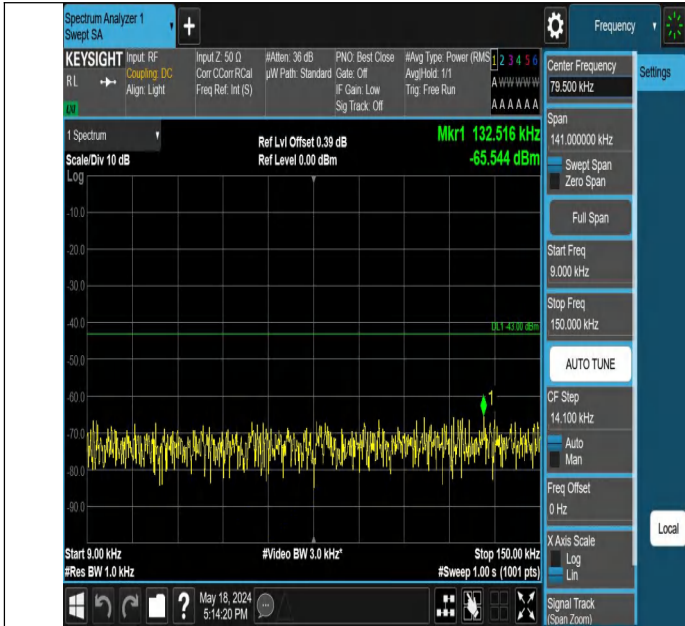 Spectrum Analyzer 1
Swept SA
+
Frequency
KEYSIGHT
RL
Input: RF
Coupling: DC
Align: Light
Input Z: 50 Ω
Corr CCorr RCal
Freq Ref: Int (S)
#Atten: 36 dB
µW Path: Standard
PNO: Best Close
Gate: Off
IF Gain: Low
Sig Track: Off
#Avg Type: Power (RMS
Avg|Hold: 1/1
Trig: Free Run
1 2 3 4 5 6
A W W W W W
A A A A A A
1 Spectrum
Scale/Div 10 dB
Log
Ref Lvl Offset 0.39 dB
Ref Level 0.00 dBm
Mkr1 132.516 kHz
-65.544 dBm
-10.0
-20.0
-30.0
-40.0
DL1 -43.00 dBm
-50.0
-60.0
1
-70.0
-80.0
-90.0
Start 9.00 kHz
#Res BW 1.0 kHz
#Video BW 3.0 kHz*
Stop 150.00 kHz
#Sweep 1.00 s (1001 pts)
?
May 18, 2024
5:14:20 PM
Center Frequency
79.500 kHz
Span
141.000000 kHz
Swept Span
Zero Span
Full Span
Start Freq
9.000 kHz
Stop Freq
150.000 kHz
AUTO TUNE
CF Step
14.100 kHz
Auto
Man
Freq Offset
0 Hz
X Axis Scale
Log
Lin
Signal Track
(Span Zoom)
Settings
Local